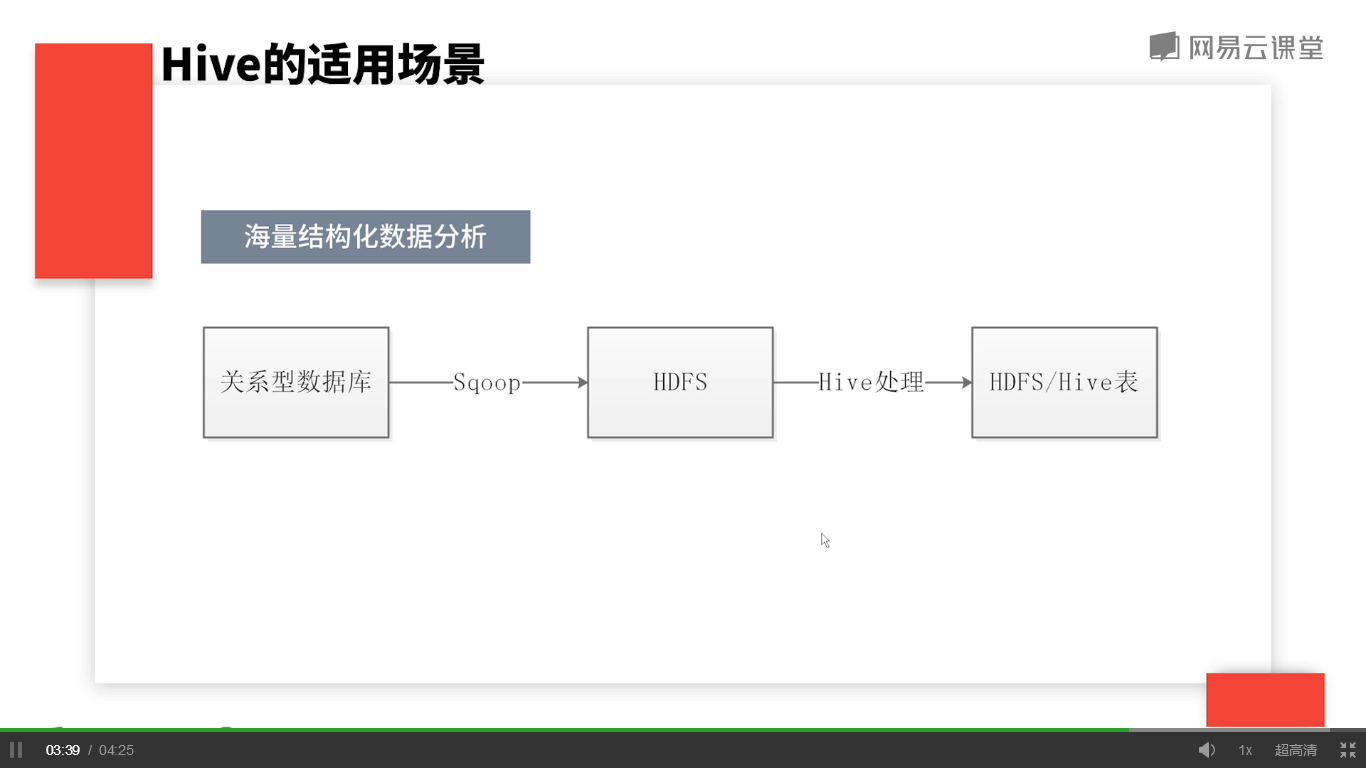 Hive的适用场景
网易云课堂
海量结构化数据分析
关系型数据库
Sqoop
HDFS
Hive处理
HDFS/Hive表
03:39 / 04:25
1x
超高清